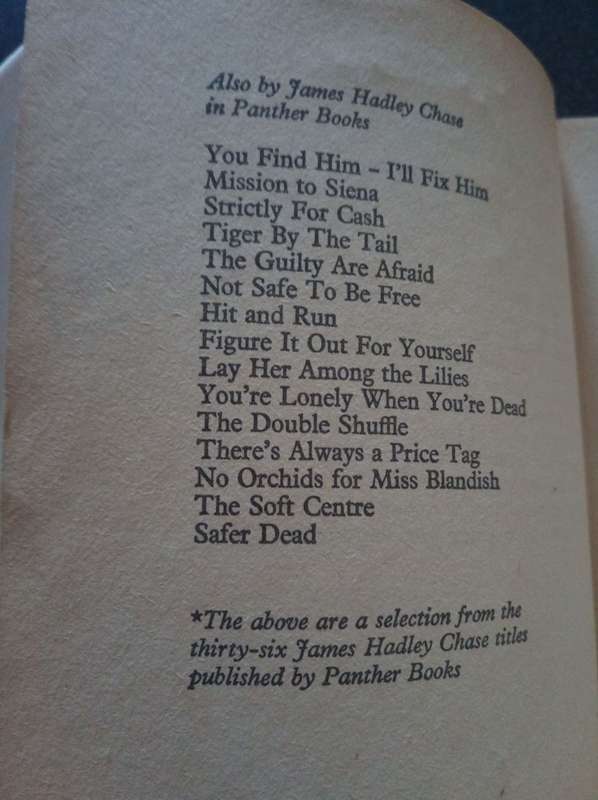 Also by James Hadley Chase
in Panther Books
You Find Him – I'll Fix Him
Mission to Siena
Strictly For Cash
Tiger By The Tail
The Guilty Are Afraid
Not Safe To Be Free
Hit and Run
Figure It Out For Yourself
Lay Her Among the Lilies
You're Lonely When You're Dead
The Double Shuffle
There's Always a Price Tag
No Orchids for Miss Blandish
The Soft Centre
Safer Dead
*The above are a selection from the
thirty-six James Hadley Chase titles
published by Panther Books